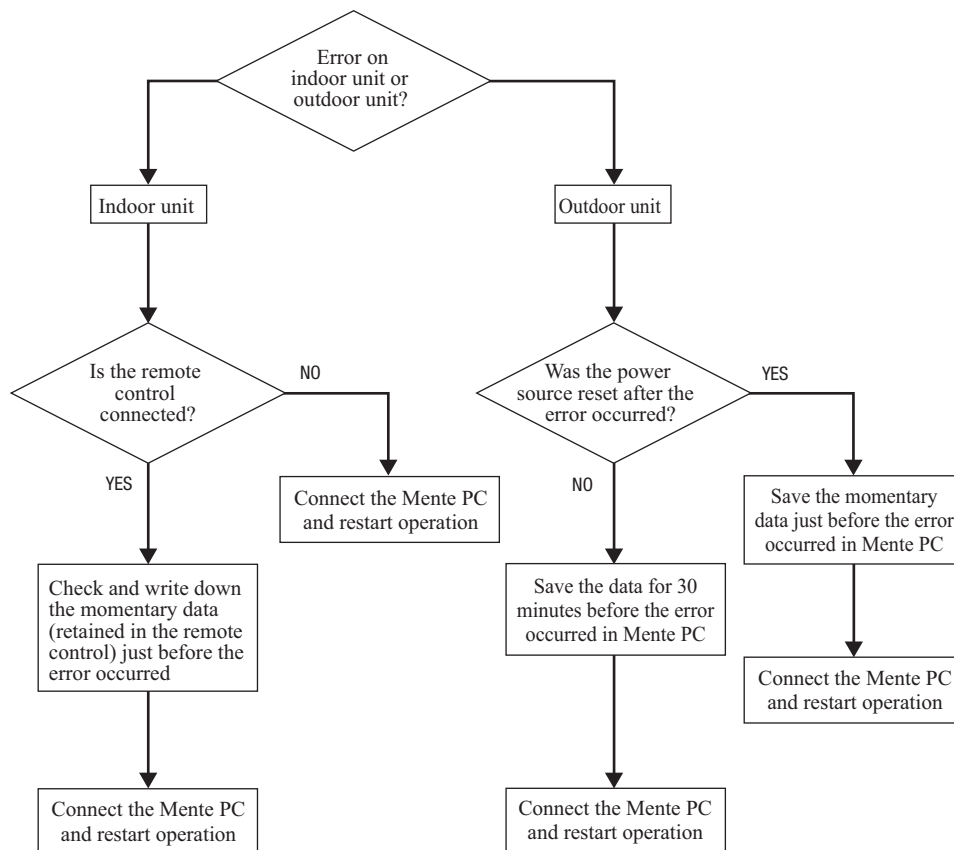 Error on
indoor unit or
outdoor unit?
Indoor unit
Outdoor unit
Is the remote
control
connected?
NO
YES
Was the power
source reset after the
error occurred?
YES
NO
Connect the Mente PC
and restart operation
Save the momentary
data just before the error
occurred in Mente PC
Check and write down
the momentary data
(retained in the remote
control) just before the
error occurred
Save the data for 30
minutes before the error
occurred in Mente PC
Connect the Mente PC
and restart operation
Connect the Mente PC
and restart operation
Connect the Mente PC
and restart operation